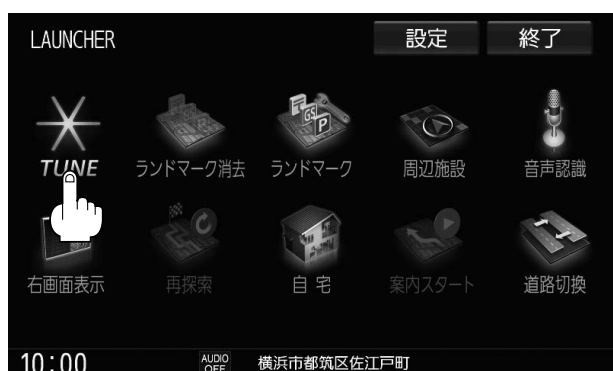 LAUNCHER 設定 終了
TUNE ランドマーク消去 ランドマーク 周辺施設 音声認識
GS
P
右画面表示 再探索 自宅 案内スタート 道路切換
10:00 AUDIO OFF 横浜市都筑区佐江戸町